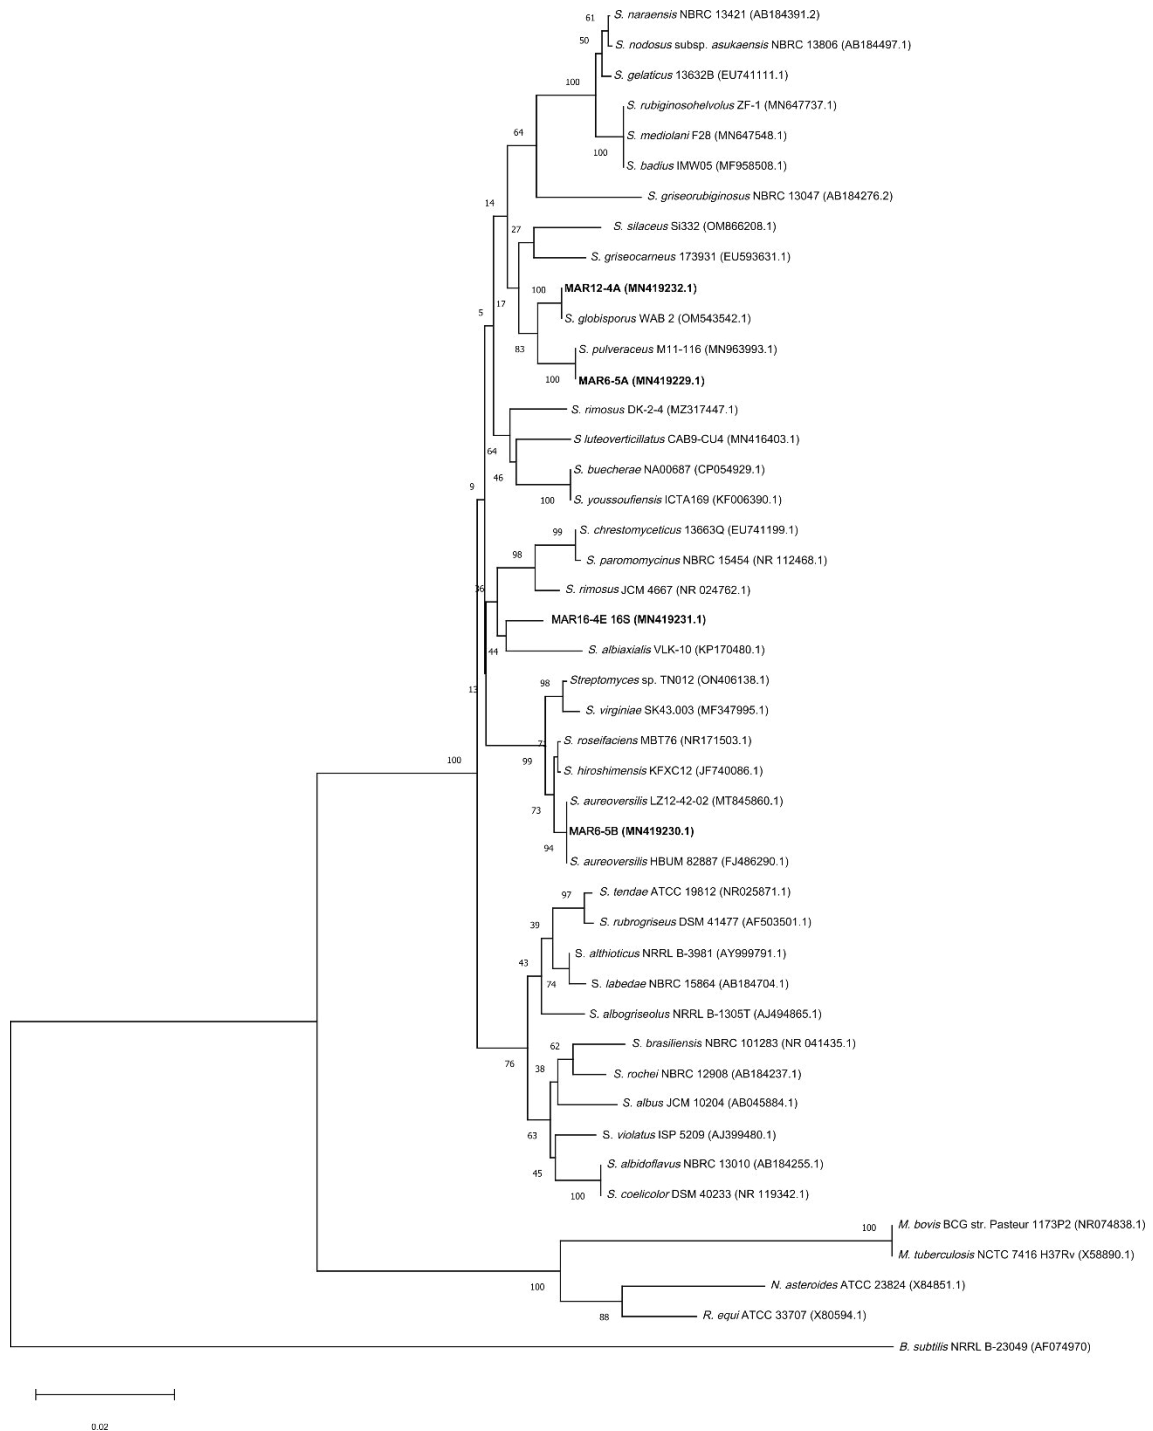 61
S. naraensis NBRC 13421 (AB184391.2)
50
S. nodosus subsp. asukaensis NBRC 13806 (AB184497.1)
100
S. gelaticus 13632B (EU741111.1)
S. rubiginosohelvolus ZF-1 (MN647737.1)
64
S. mediolani F28 (MN647548.1)
100
S. badius IMW05 (MF958508.1)
S. griseorubiginosus NBRC 13047 (AB184276.2)
14
27
S. silaceus Si332 (OM866208.1)
S. griseocarneus 173931 (EU593631.1)
100
MAR12-4A (MN419232.1)
17
5
S. globisporus WAB 2 (OM543542.1)
83
S. pulveraceus M11-116 (MN963993.1)
100
MAR6-5A (MN419229.1)
S. rimosus DK-2-4 (MZ317447.1)
64
S luteoverticillatus CAB9-CU4 (MN416403.1)
46
S. buecherae NA00687 (CP054929.1)
9
100
S. youssoufiensis ICTA169 (KF006390.1)
99
S. chrestomyceticus 13663Q (EU741199.1)
98
S. paromomycinus NBRC 15454 (NR 112468.1)
36
S. rimosus JCM 4667 (NR 024762.1)
MAR16-4E 16S (MN419231.1)
44
S. albiaxialis VLK-10 (KP170480.1)
13
98
Streptomyces sp. TN012 (ON406138.1)
S. virginiae SK43.003 (MF347995.1)
S. roseifaciens MBT76 (NR171503.1)
100
99
S. hiroshimensis KFXC12 (JF740086.1)
73
S. aureoversilis LZ12-42-02 (MT845860.1)
MAR6-5B (MN419230.1)
94
S. aureoversilis HBUM 82887 (FJ486290.1)
97
S. tendae ATCC 19812 (NR025871.1)
39
S. rubrogriseus DSM 41477 (AF503501.1)
43
S. althioticus NRRL B-3981 (AY999791.1)
74
S. labedae NBRC 15864 (AB184704.1)
S. albogriseolus NRRL B-1305T (AJ494865.1)
62
S. brasiliensis NBRC 101283 (NR 041435.1)
76
38
S. rochei NBRC 12908 (AB184237.1)
S. albus JCM 10204 (AB045884.1)
63
S. violatus ISP 5209 (AJ399480.1)
45
S. albidoflavus NBRC 13010 (AB184255.1)
100
S. coelicolor DSM 40233 (NR 119342.1)
100
M. bovis BCG str. Pasteur 1173P2 (NR074838.1)
M. tuberculosis NCTC 7416 H37Rv (X58890.1)
100
N. asteroides ATCC 23824 (X84851.1)
88
R. equi ATCC 33707 (X80594.1)
B. subtilis NRRL B-23049 (AF074970)
0.02